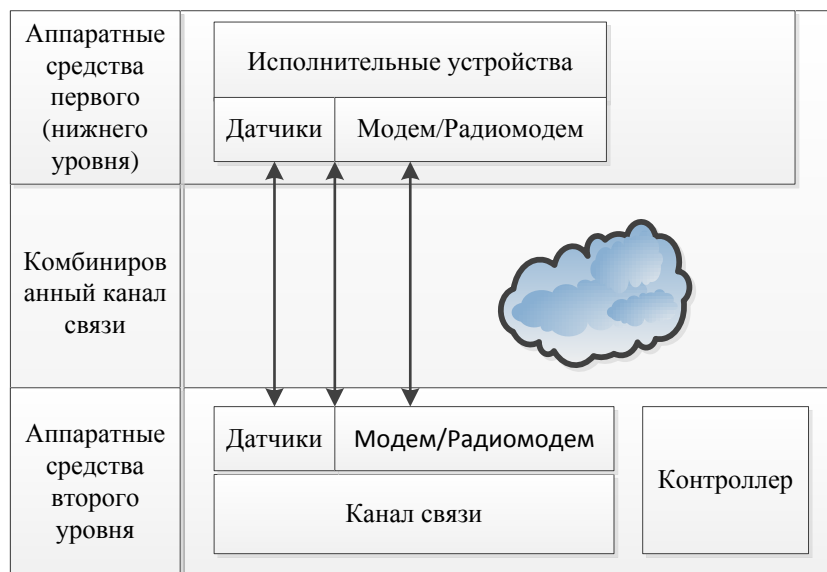 Аппаратные
средства
первого
(нижнего
уровня)
Исполнительные устройства
Датчики
Модем/Радиомодем
Комбиниров
анный канал
связи
Аппаратные
средства
второго
уровня
Датчики
Модем/Радиомодем
Канал связи
Контроллер